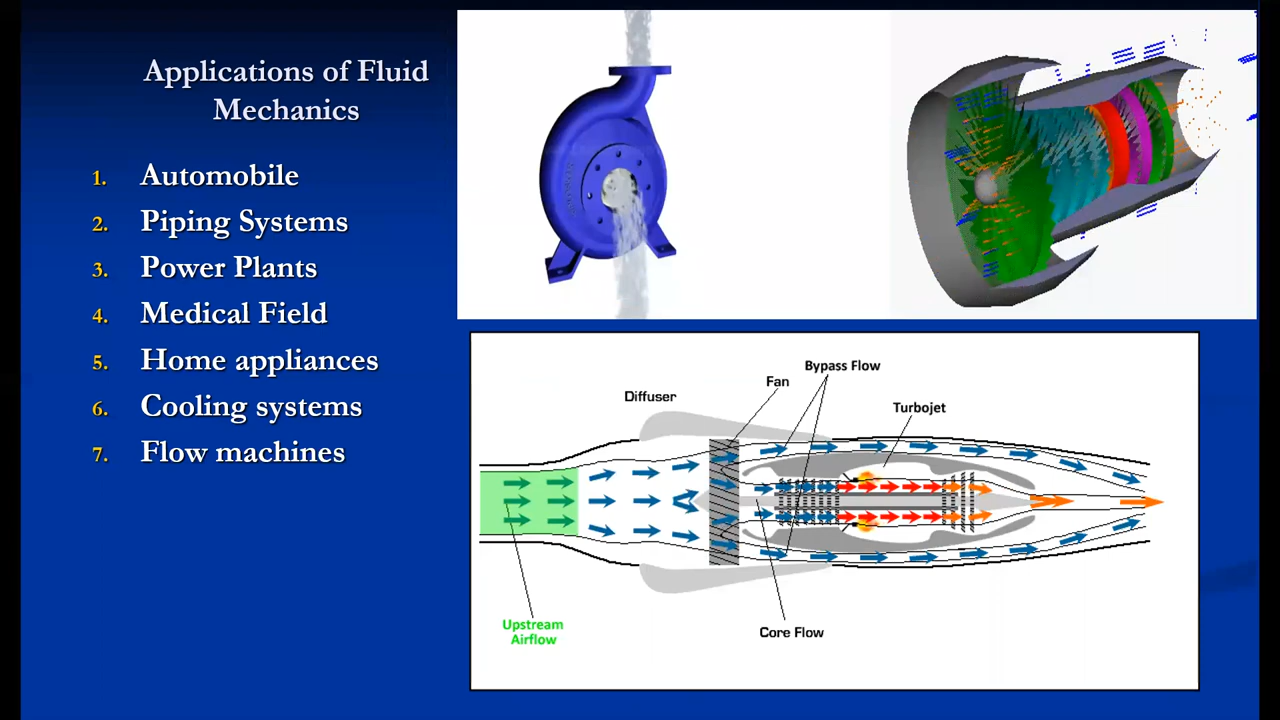 Applications of Fluid
Mechanics
1. Automobile
2. Piping Systems
3. Power Plants
4. Medical Field
5. Home appliances
6. Cooling systems
7. Flow machines
Bypass Flow
Fan
Diffuser
Turbojet
Core Flow
Upstream
Airflow